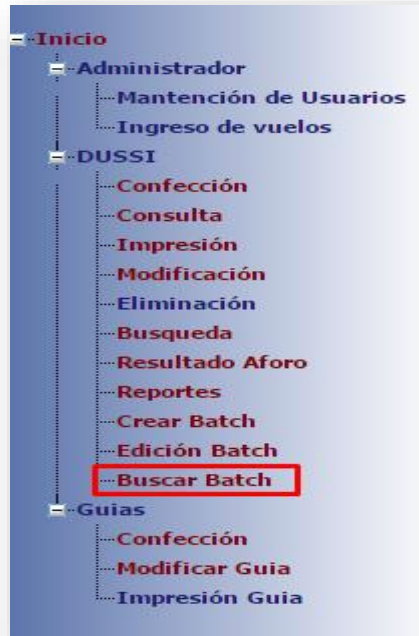 Inicio
Administrador
Mantención de Usuarios
Ingreso de vuelos
DUSSI
Confección
Consulta
Impresión
Modificación
Eliminación
Busqueda
Resultado Aforo
Reportes
Crear Batch
Edición Batch
Buscar Batch
Guias
Confección
Modificar Guia
Impresión Guia